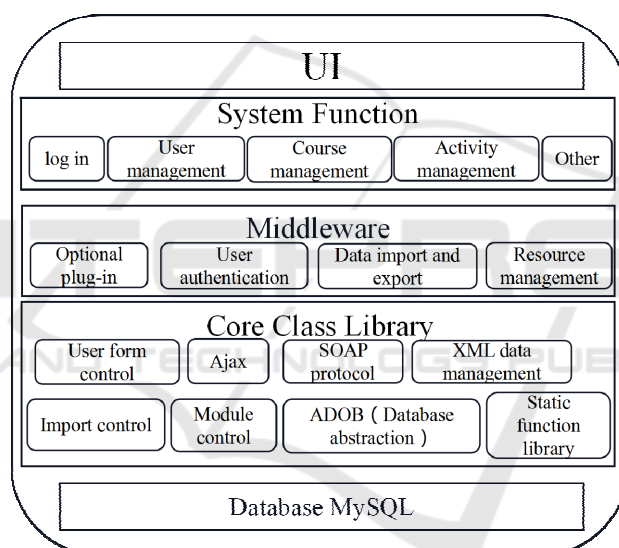 UI
System Function
log in
User
management
Course
management
Activity
management
Other
Middleware
Optional
plug-in
User
authentication
Data import and
export
Resource
management
Core Class Library
User form
control
Ajax
SOAP
protocol
XML data
management
Import control
Module
control
ADOB ( Database
abstraction )
Static
function
library
Database MySQL